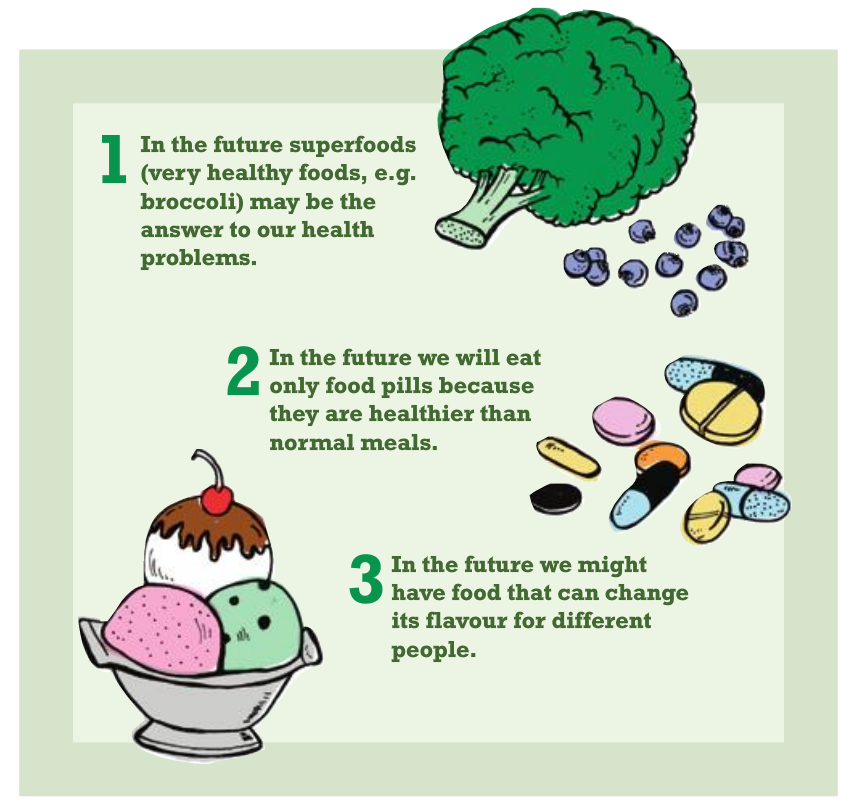 1 In the future superfoods
(very healthy foods, e.g.
broccoli) may be the
answer to our health
problems.
2 In the future we will eat
only food pills because
they are healthier than
normal meals.
3 In the future we might
have food that can change
its flavour for different
people.